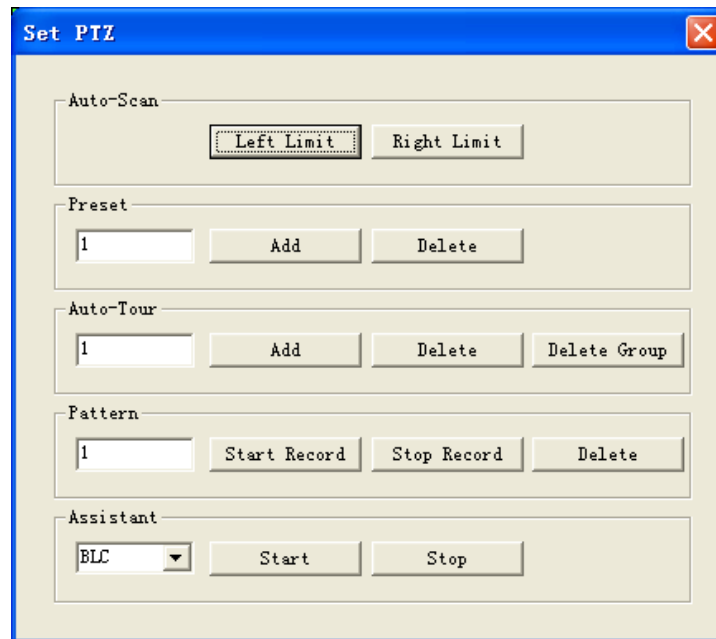 Set PTZ
Auto-Scan
Left Limit Right Limit
Preset
1 Add Delete
Auto-Tour
1 Add Delete Delete Group
Pattern
1 Start Record Stop Record Delete
Assistant
BLC Start Stop